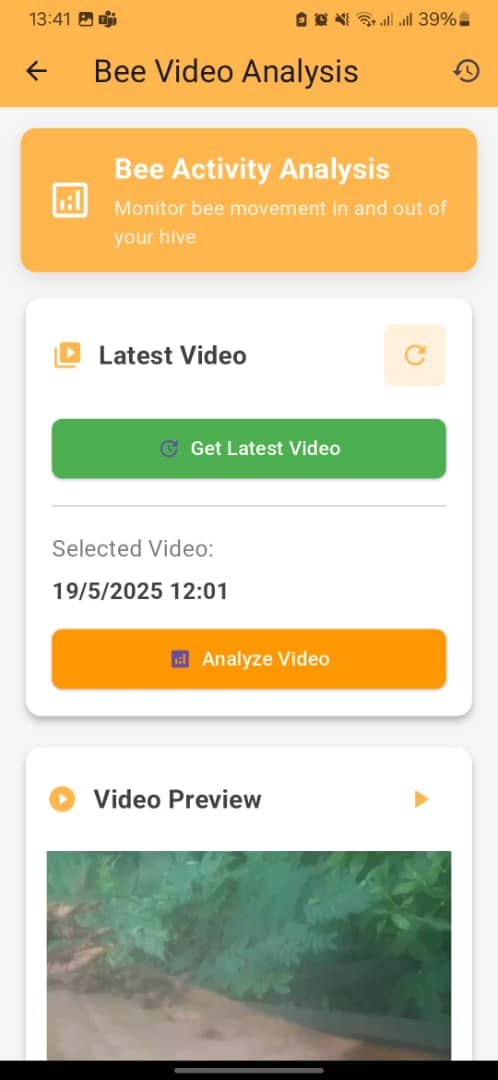 13:41 39%
Bee Video Analysis
Bee Activity Analysis
Monitor bee movement in and out of
your hive
Latest Video
Get Latest Video
Selected Video:
19/5/2025 12:01
Analyze Video
Video Preview